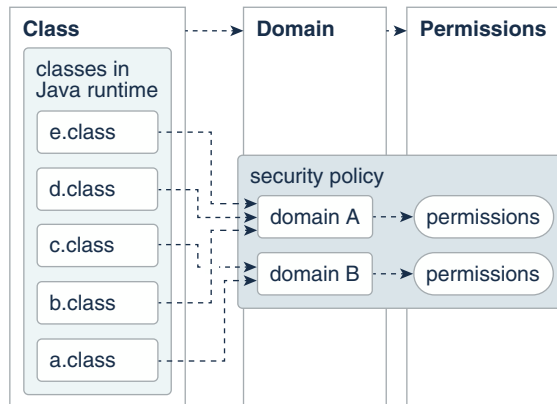 Class
Domain
Permissions
classes in
Java runtime
e.class
d.class
c.class
b.class
a.class
security policy
domain A
permissions
domain B
permissions